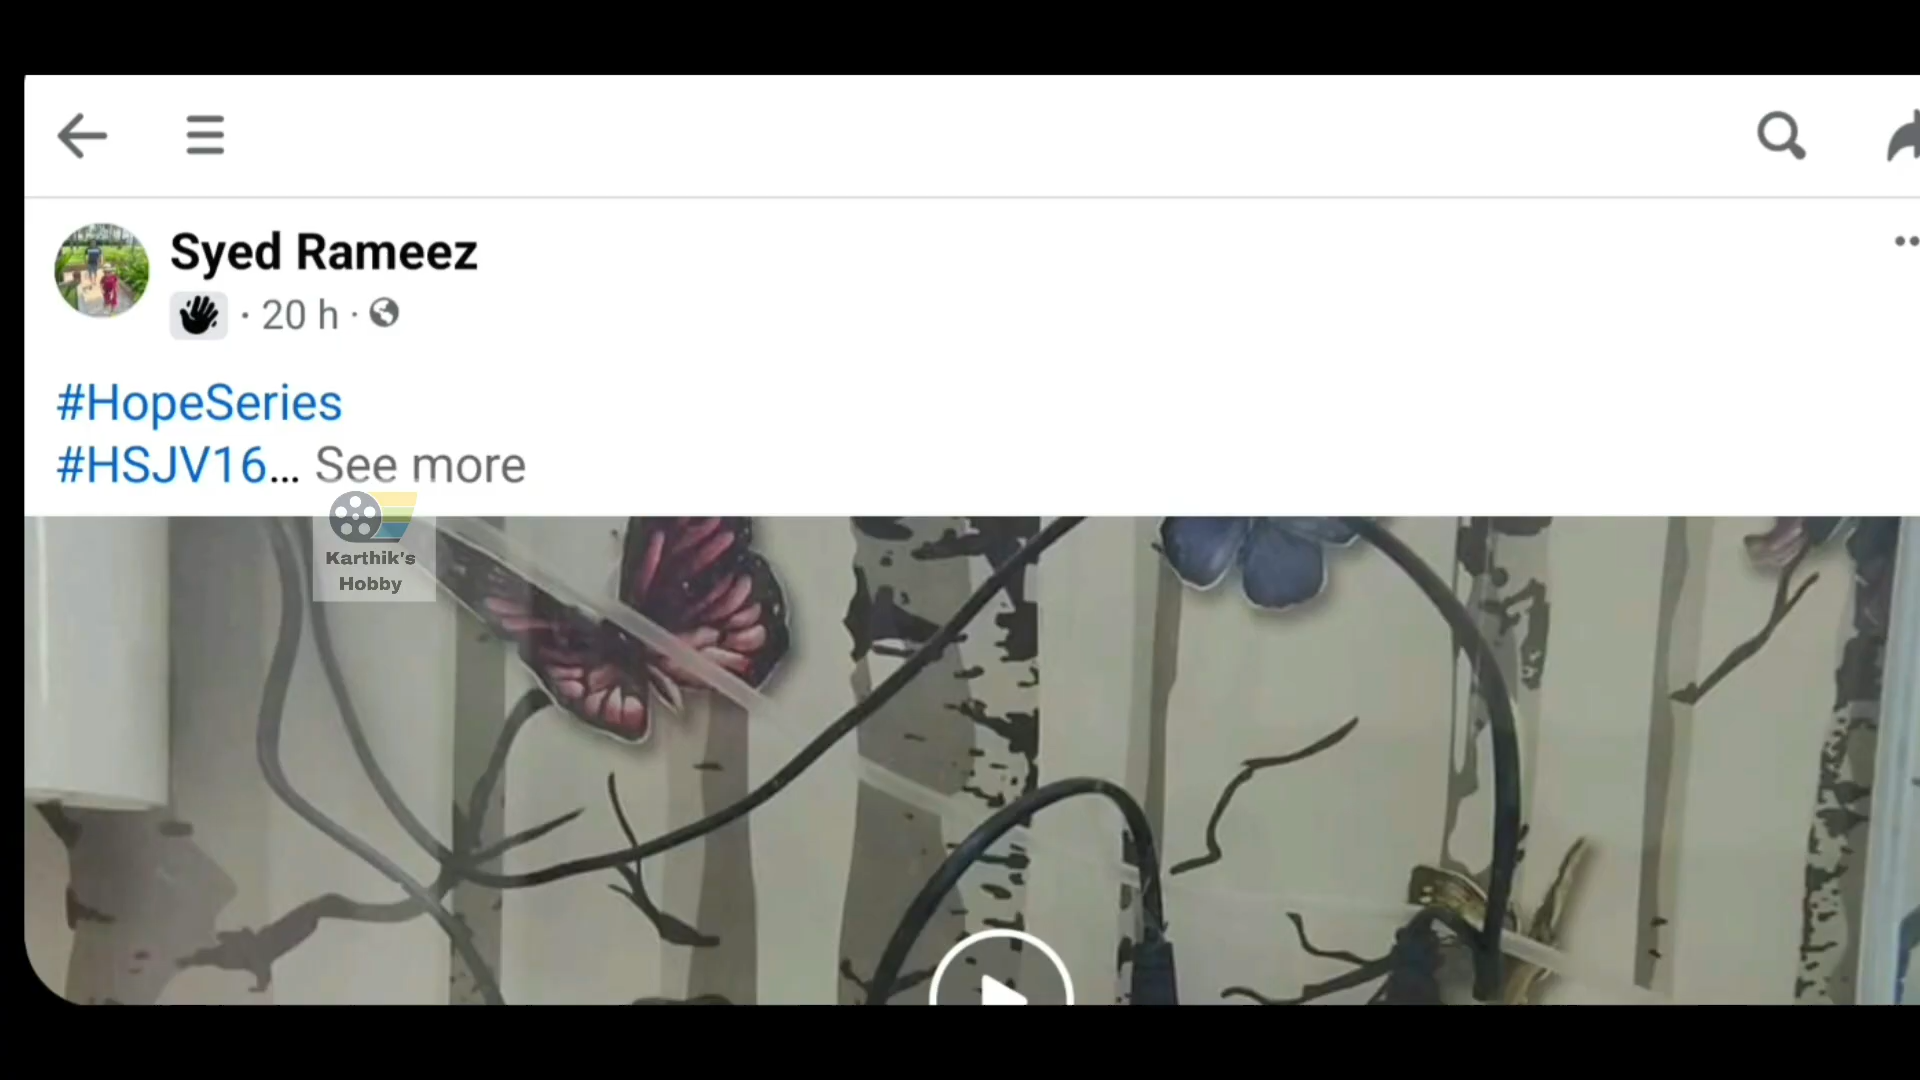 Syed Rameez
· 20 h ·
#HopeSeries
#HSJV16... See more
Karthik's
Hobby